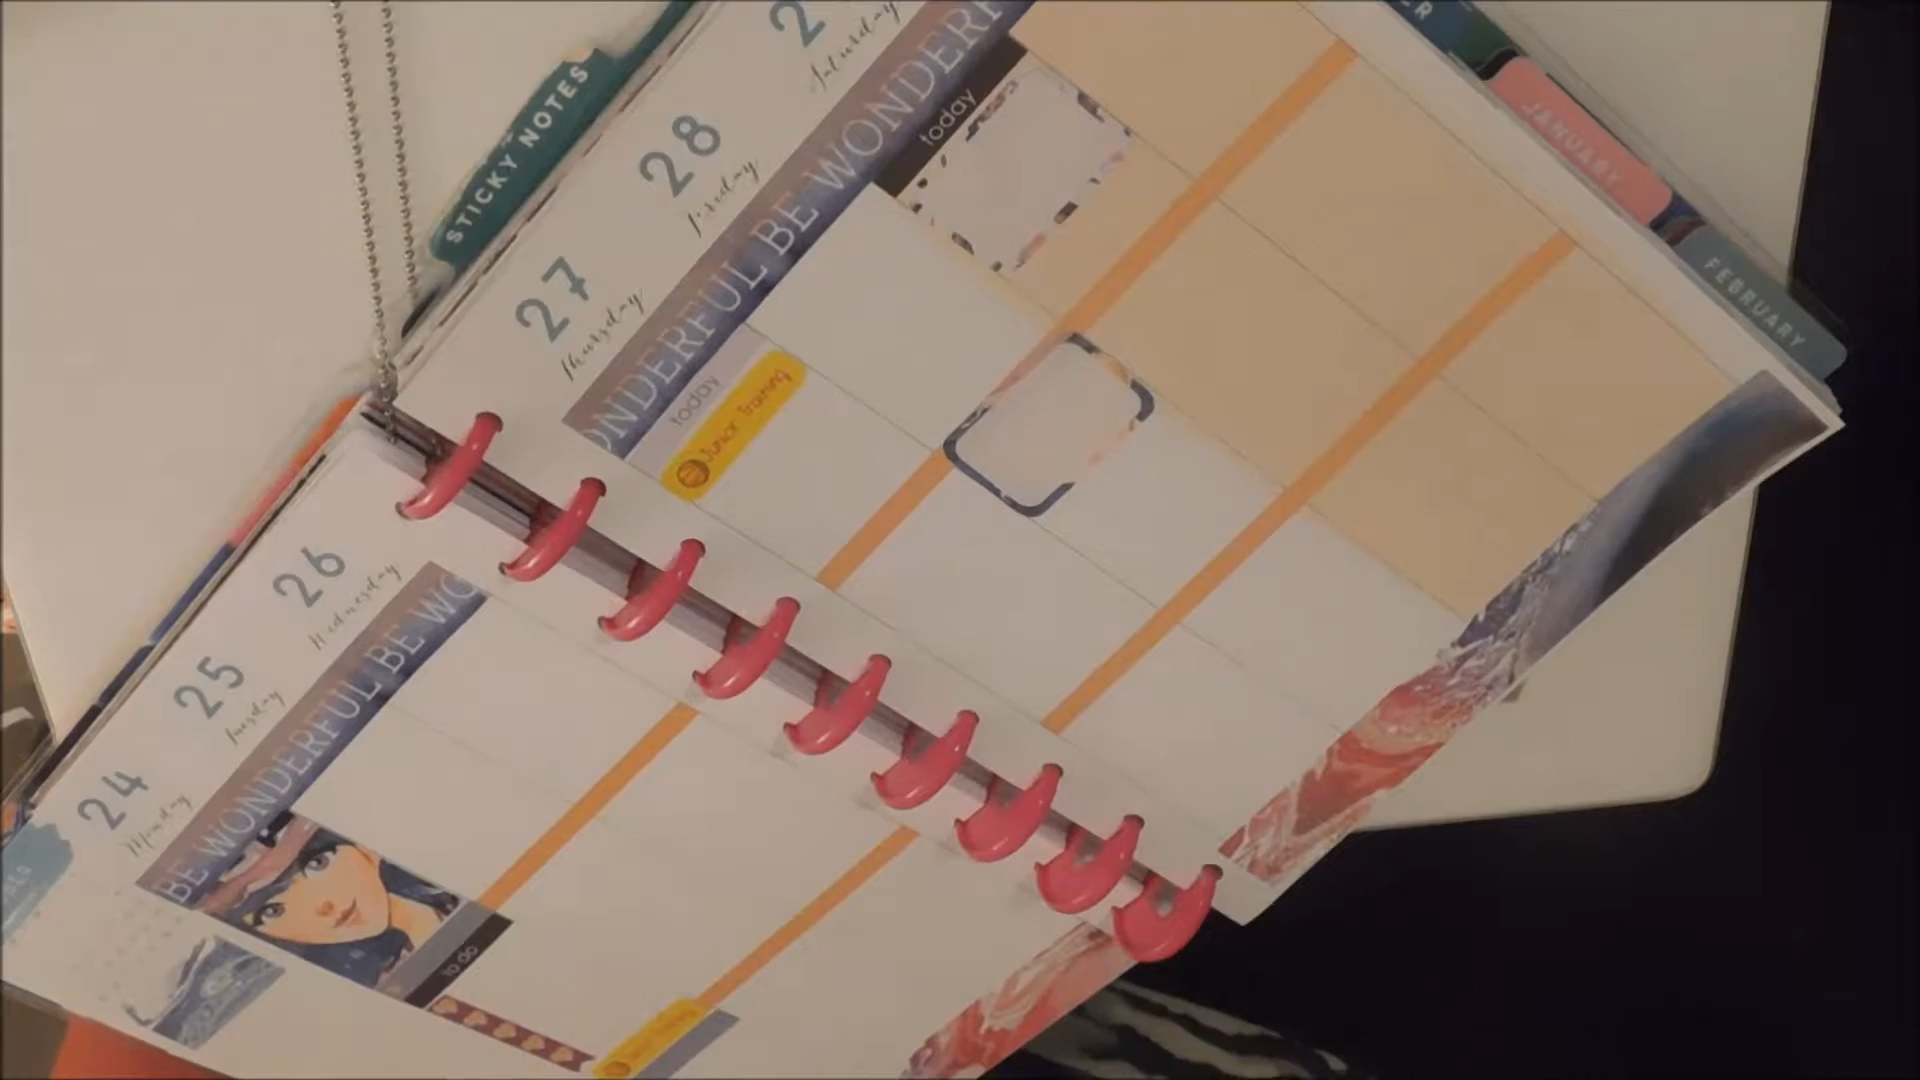 STICKY NOTES
24
Monday
25
Tuesday
26
Wednesday
27
Thursday
28
Friday
Saturday
BE WONDERFUL BE WO
ONDERFUL BE WONDERF
today
today
Junior Training
to do
JANUARY
FEBRUARY